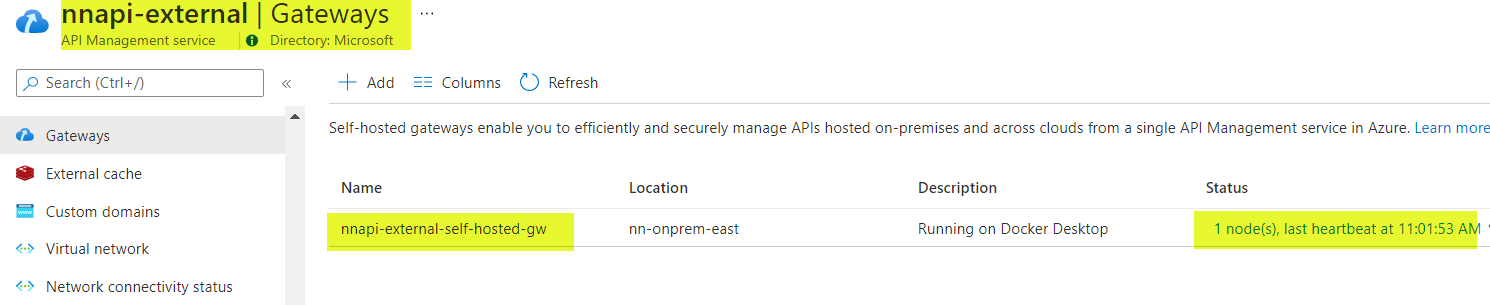 nnapi-external | Gateways ...
API Management service Directory: Microsoft
Search (Ctrl+/) «
Add Columns Refresh
Gateways
External cache
Custom domains
Virtual network
Network connectivity status
Self-hosted gateways enable you to efficiently and securely manage APIs hosted on-premises and across clouds from a single API Management service in Azure. Learn more
Name Location Description Status
nnapi-external-self-hosted-gw nn-onprem-east Running on Docker Desktop 1 node(s), last heartbeat at 11:01:53 AM